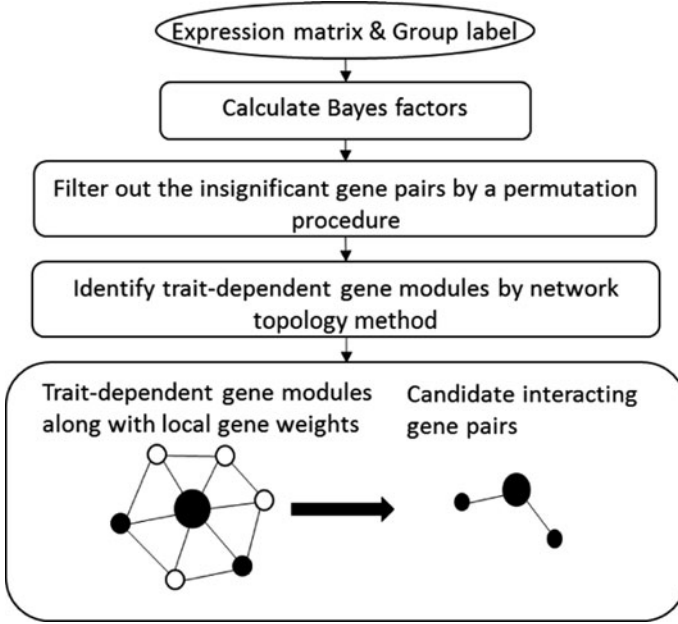 Expression matrix & Group label
Calculate Bayes factors
Filter out the insignificant gene pairs by a permutation
procedure
Identify trait-dependent gene modules by network
topology method
Trait-dependent gene modules
along with local gene weights
Candidate interacting
gene pairs